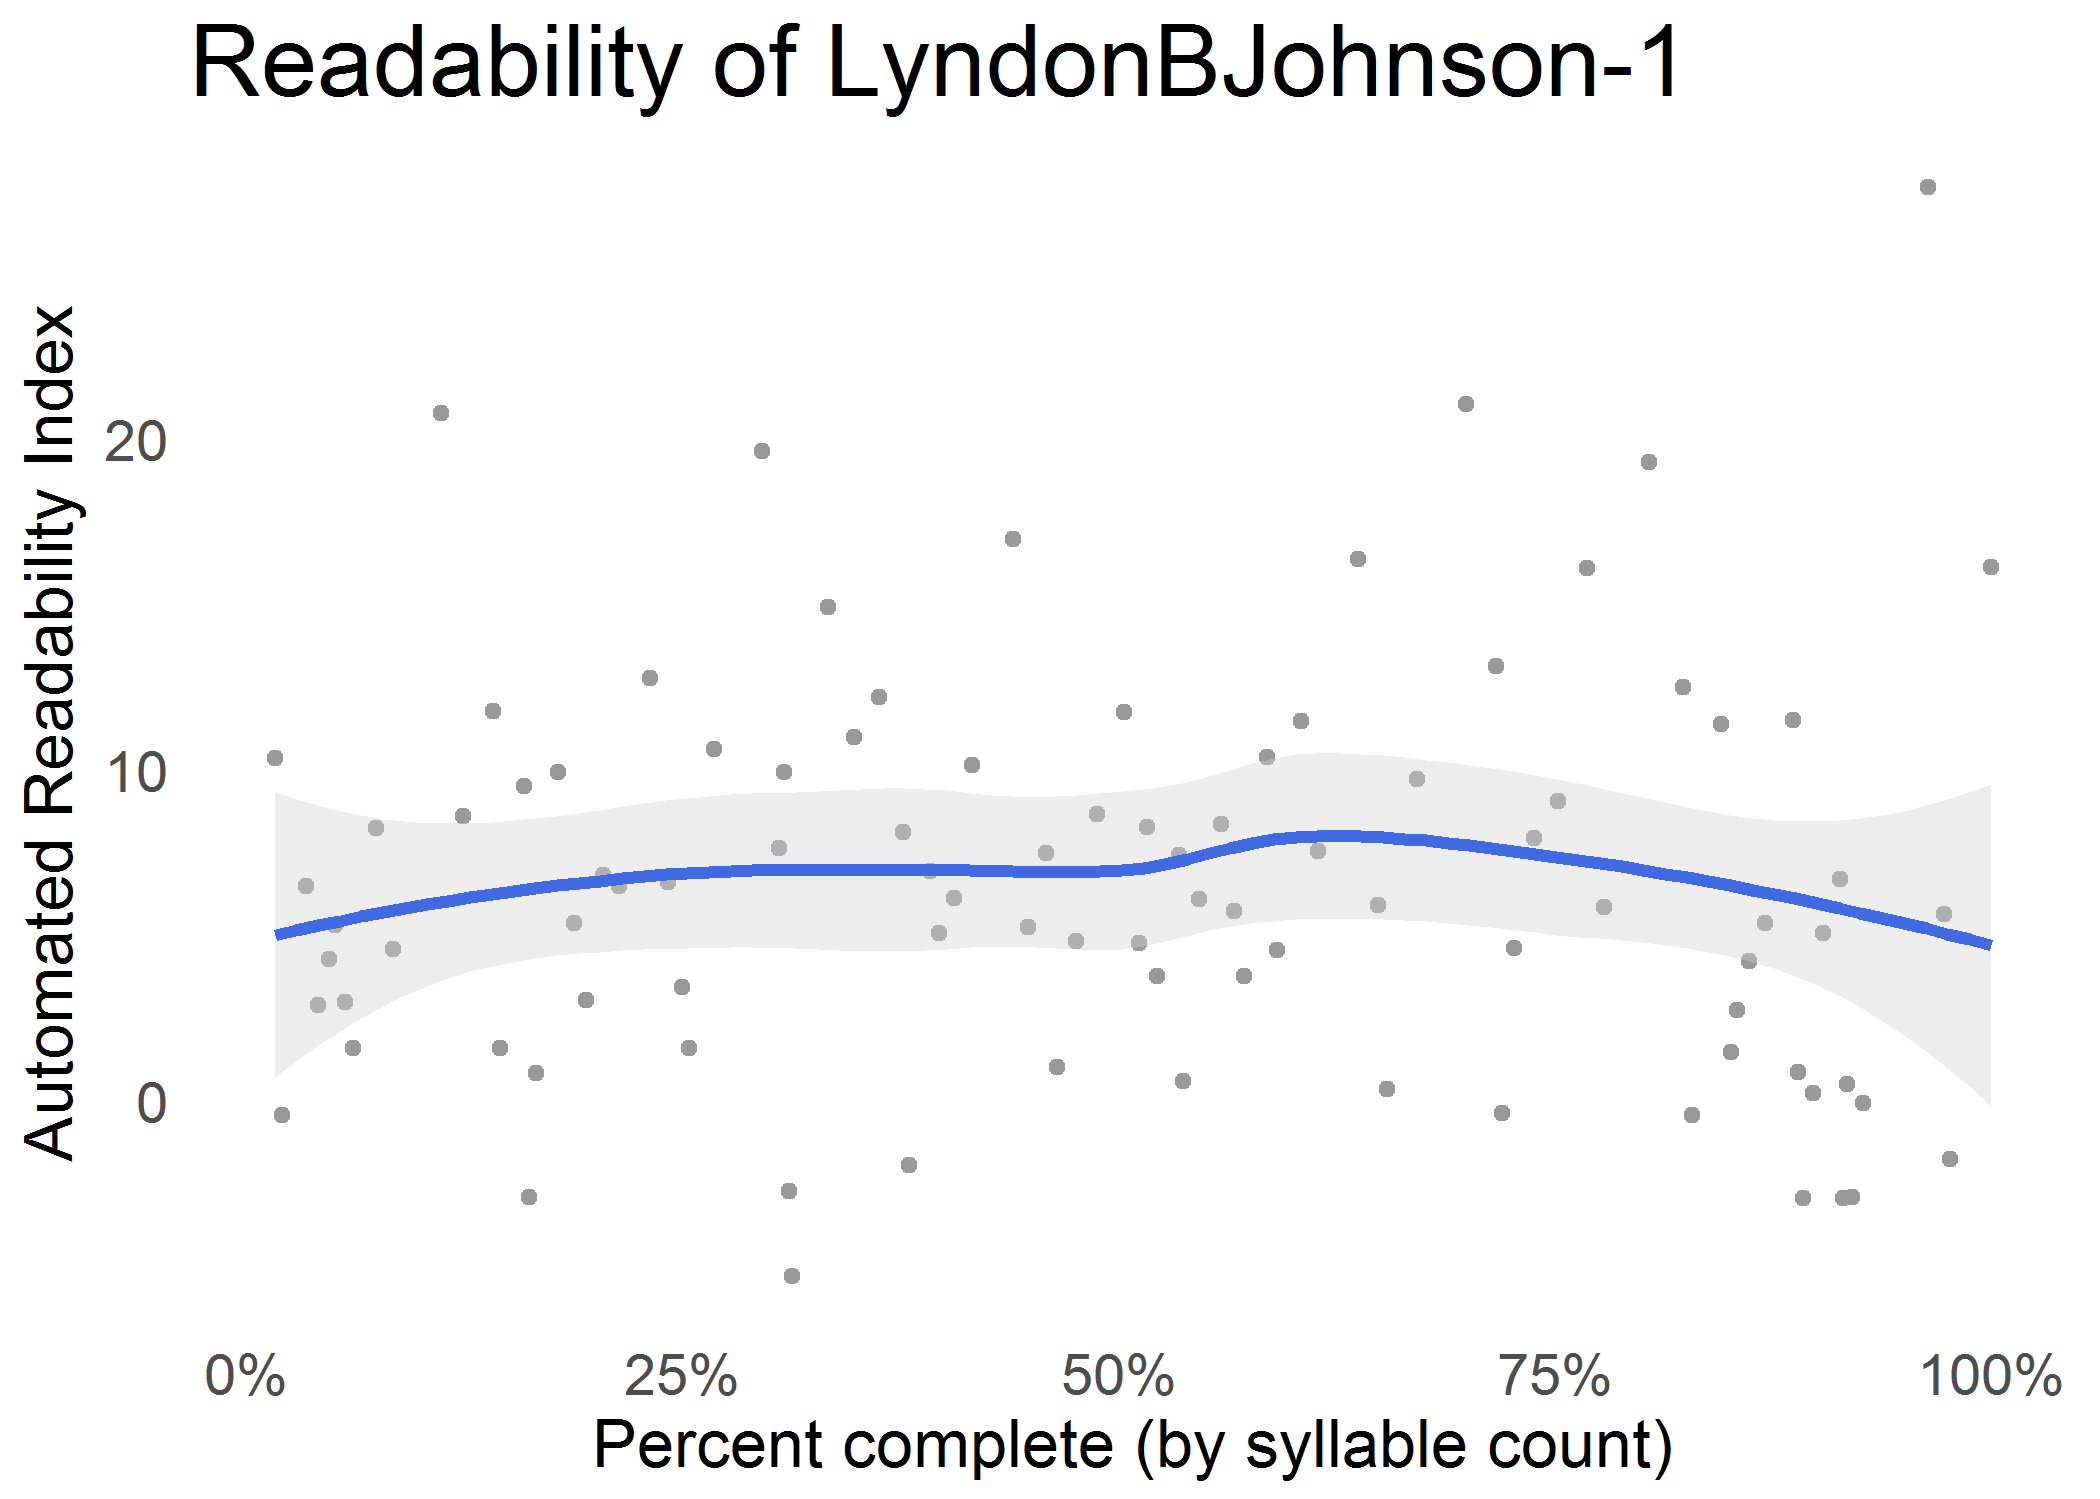 Readability of LyndonBJohnson-1
Automated Readability Index
20
10
0
0%
25%
50%
75%
100%
Percent complete (by syllable count)